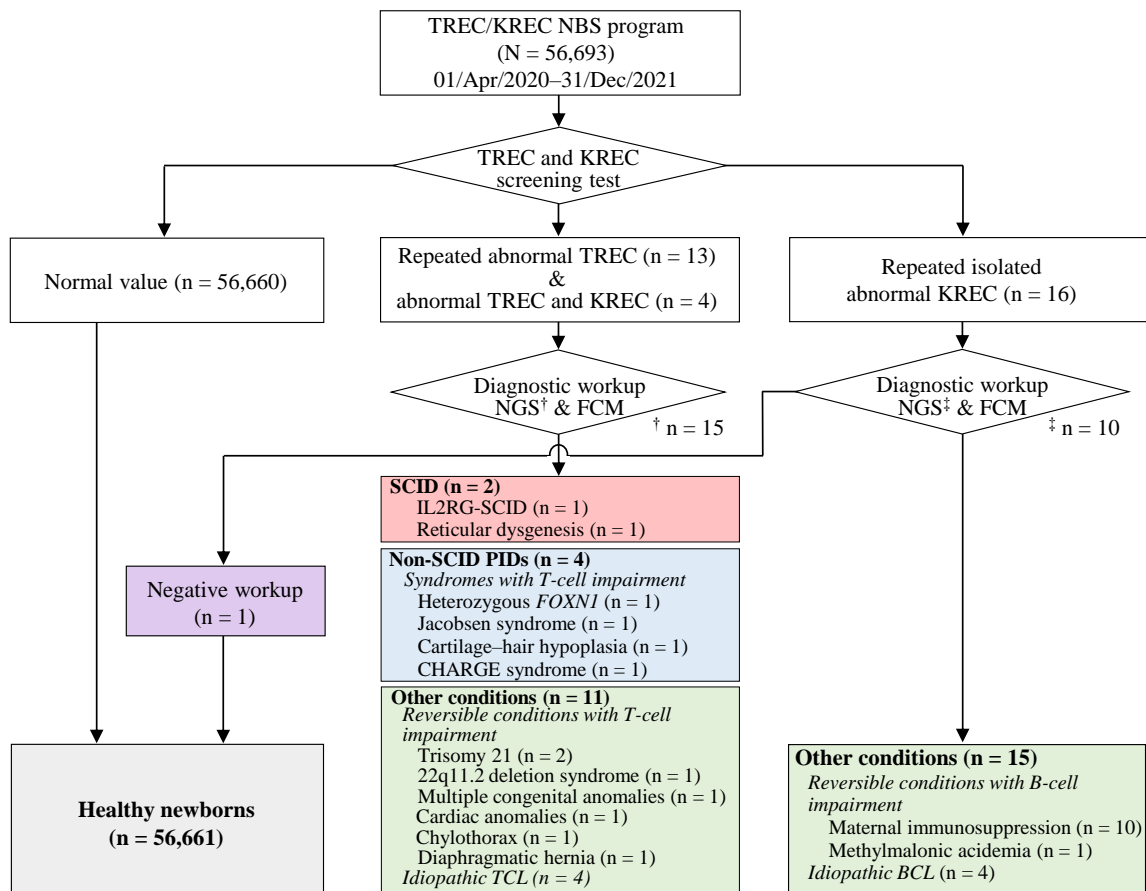 TREC/KREC NBS program
(N = 56,693)
01/Apr/2020–31/Dec/2021
TREC and KREC
screening test
Normal value (n = 56,660)
Repeated abnormal TREC (n = 13)
&
abnormal TREC and KREC (n = 4)
Repeated isolated
abnormal KREC (n = 16)
Diagnostic workup
NGS† & FCM
† n = 15
Diagnostic workup
NGS‡ & FCM
‡ n = 10
SCID (n = 2)
IL2RG-SCID (n = 1)
Reticular dysgenesis (n = 1)
Non-SCID PIDs (n = 4)
Syndromes with T-cell impairment
Heterozygous FOXN1 (n = 1)
Jacobsen syndrome (n = 1)
Cartilage–hair hypoplasia (n = 1)
CHARGE syndrome (n = 1)
Negative workup
(n = 1)
Other conditions (n = 11)
Reversible conditions with T-cell
impairment
Trisomy 21 (n = 2)
22q11.2 deletion syndrome (n = 1)
Multiple congenital anomalies (n = 1)
Cardiac anomalies (n = 1)
Chylothorax (n = 1)
Diaphragmatic hernia (n = 1)
Idiopathic TCL (n = 4)
Healthy newborns
(n = 56,661)
Other conditions (n = 15)
Reversible conditions with B-cell
impairment
Maternal immunosuppression (n = 10)
Methylmalonic acidemia (n = 1)
Idiopathic BCL (n = 4)